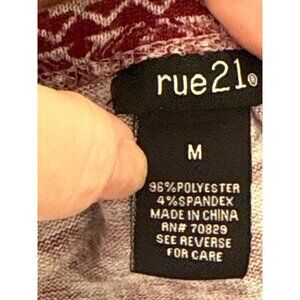 rue21®
M
96%POLYESTER
4%SPANDEX
MADE IN CHINA
RN# 70829
SEE REVERSE
FOR CARE